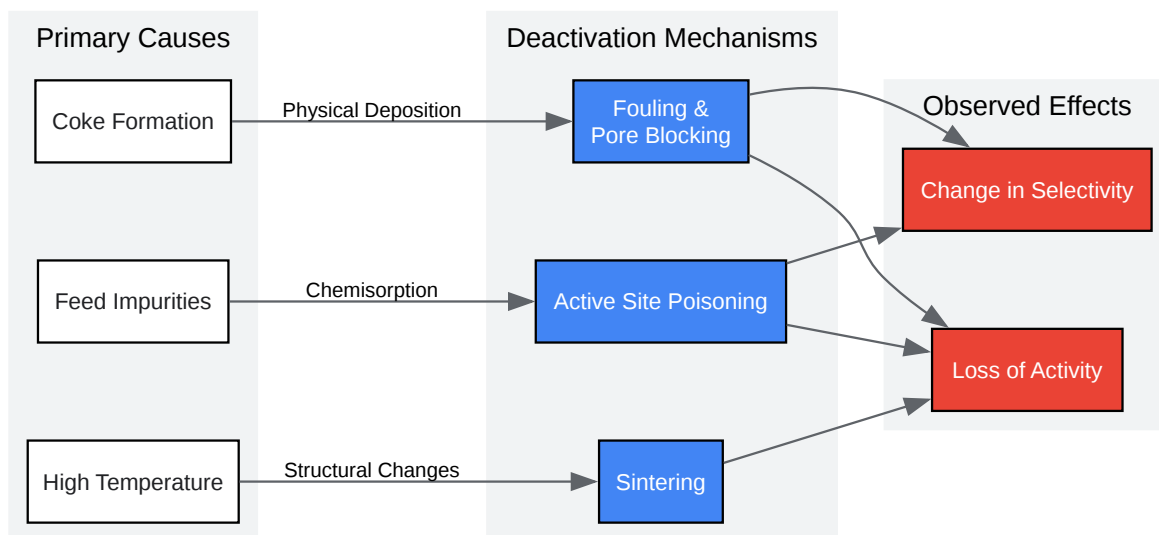 Primary Causes
Deactivation Mechanisms
Observed Effects
Coke Formation
Physical Deposition
Fouling &
Pore Blocking
Change in Selectivity
Feed Impurities
Chemisorption
Active Site Poisoning
Loss of Activity
High Temperature
Structural Changes
Sintering